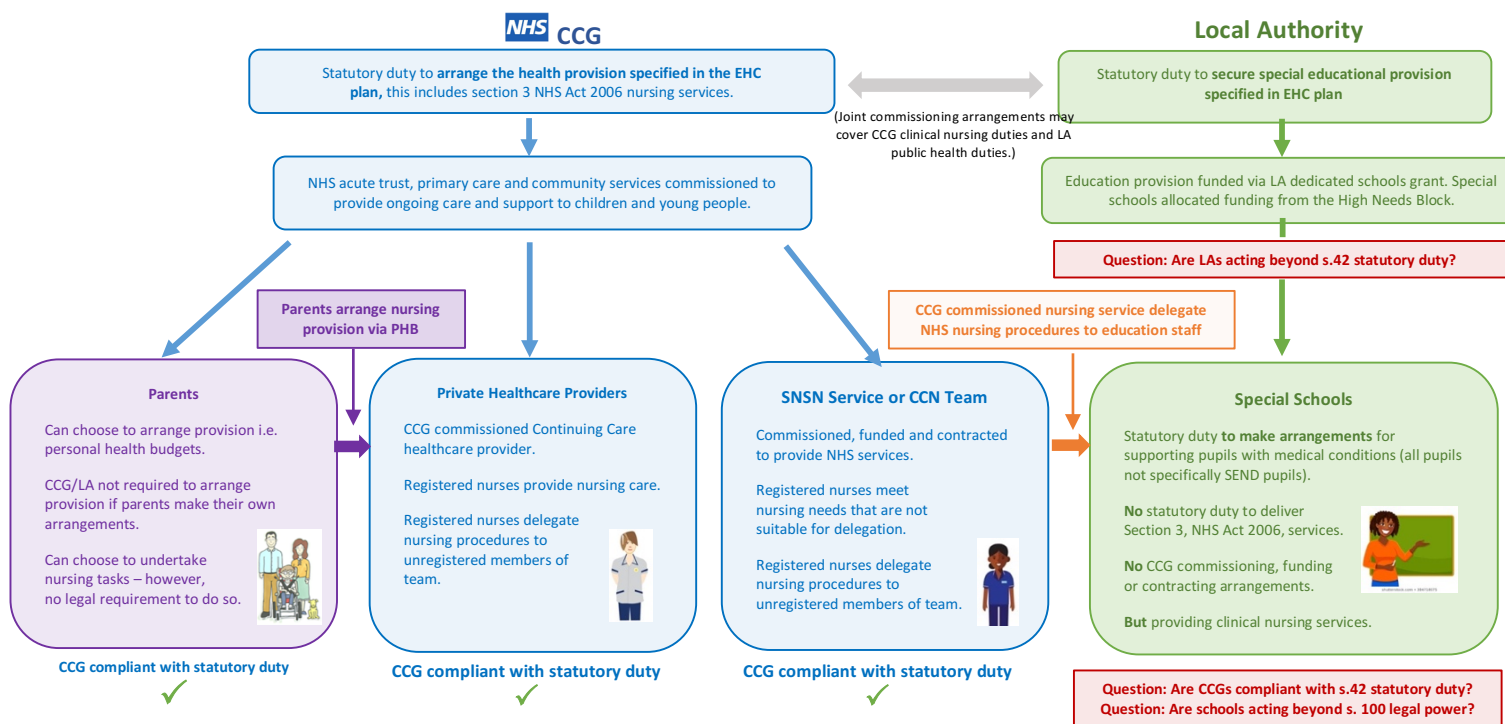 NHS CCG
Local Authority
Statutory duty to arrange the health provision specified in the EHC
plan, this includes section 3 NHS Act 2006 nursing services.
Statutory duty to secure special educational provision
specified in EHC plan
(Joint commissioning arrangements may
cover CCG clinical nursing duties and LA
public health duties.)
NHS acute trust, primary care and community services commissioned to
provide ongoing care and support to children and young people.
Education provision funded via LA dedicated schools grant. Special
schools allocated funding from the High Needs Block.
Question: Are LAs acting beyond s.42 statutory duty?
Parents arrange nursing
provision via PHB
CCG commissioned nursing service delegate
NHS nursing procedures to education staff
Parents
Can choose to arrange provision i.e.
personal health budgets.
CCG/LA not required to arrange
provision if parents make their own
arrangements.
Can choose to undertake
nursing tasks – however,
no legal requirement to do so.
CCG compliant with statutory duty
Private Healthcare Providers
CCG commissioned Continuing Care
healthcare provider.
Registered nurses provide nursing care.
Registered nurses delegate
nursing procedures to
unregistered members of
team.
CCG compliant with statutory duty
SNSN Service or CCN Team
Commissioned, funded and contracted
to provide NHS services.
Registered nurses meet
nursing needs that are not
suitable for delegation.
Registered nurses delegate
nursing procedures to
unregistered members of team.
CCG compliant with statutory duty
Special Schools
Statutory duty to make arrangements for
supporting pupils with medical conditions (all pupils
not specifically SEND pupils).
No statutory duty to deliver
Section 3, NHS Act 2006, services.
No CCG commissioning, funding
or contracting arrangements.
But providing clinical nursing services.
Question: Are CCGs compliant with s.42 statutory duty?
Question: Are schools acting beyond s. 100 legal power?